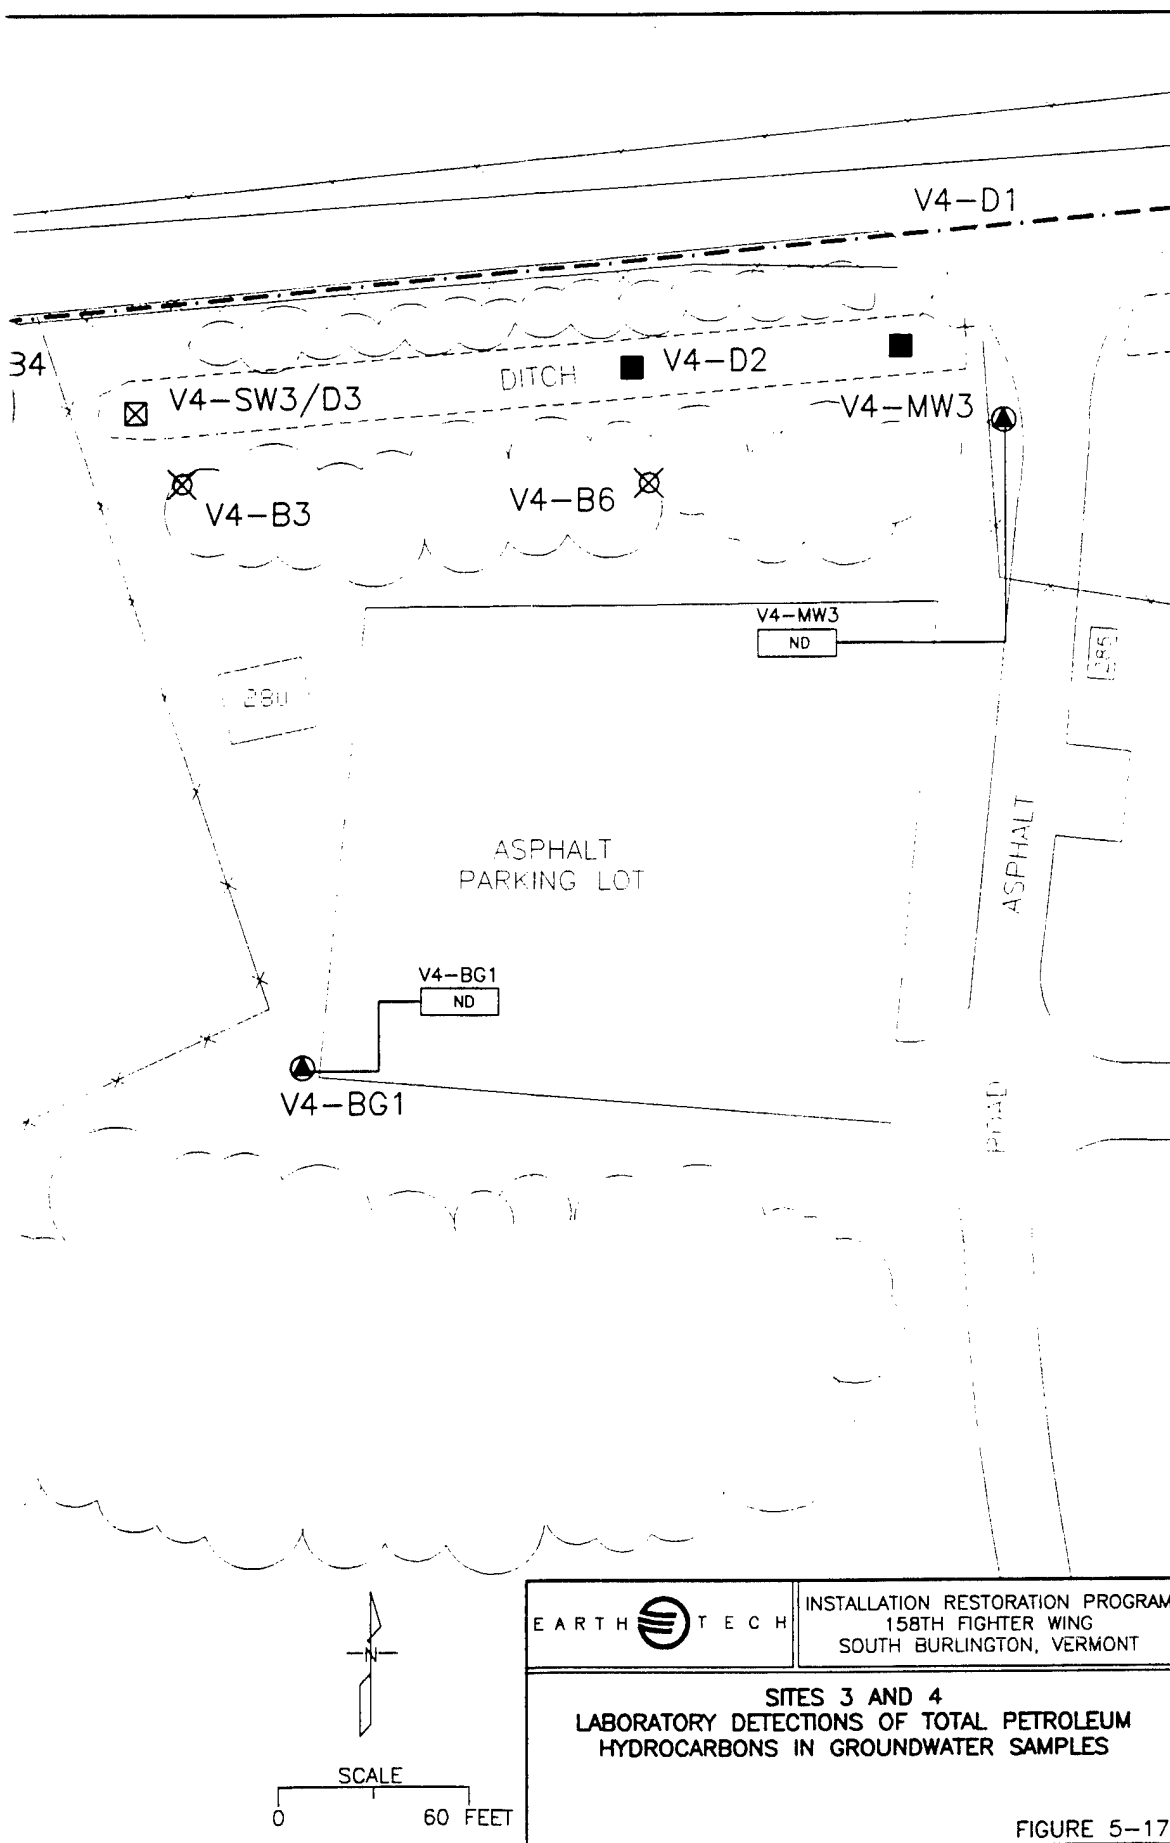 V4-D1
34
V4-D2
DITCH
V4-SW3/D3
V4-MW3
V4-B3
V4-B6
V4-MW3
ND
285
280
ASPHALT
PARKING LOT
ASPHALT
V4-BG1
ND
V4-BG1
ROAD
N
EARTH TECH
INSTALLATION RESTORATION PROGRAM
158TH FIGHTER WING
SOUTH BURLINGTON, VERMONT
SITES 3 AND 4
LABORATORY DETECTIONS OF TOTAL PETROLEUM
HYDROCARBONS IN GROUNDWATER SAMPLES
SCALE
0 60 FEET
FIGURE 5-17